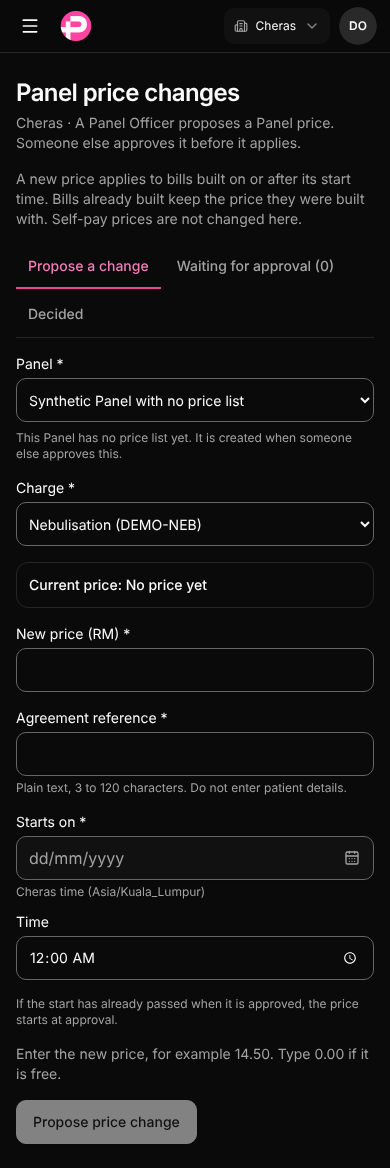 Cheras
DO
Panel price changes
Cheras · A Panel Officer proposes a Panel price.
Someone else approves it before it applies.
A new price applies to bills built on or after its start
time. Bills already built keep the price they were built
with. Self-pay prices are not changed here.
Propose a change
Waiting for approval (0)
Decided
Panel *
Synthetic Panel with no price list
This Panel has no price list yet. It is created when someone
else approves this.
Charge *
Nebulisation (DEMO-NEB)
Current price: No price yet
New price (RM) *
Agreement reference *
Plain text, 3 to 120 characters. Do not enter patient details.
Starts on *
dd/mm/yyyy
Cheras time (Asia/Kuala_Lumpur)
Time
12:00 AM
If the start has already passed when it is approved, the price
starts at approval.
Enter the new price, for example 14.50. Type 0.00 if it
is free.
Propose price change